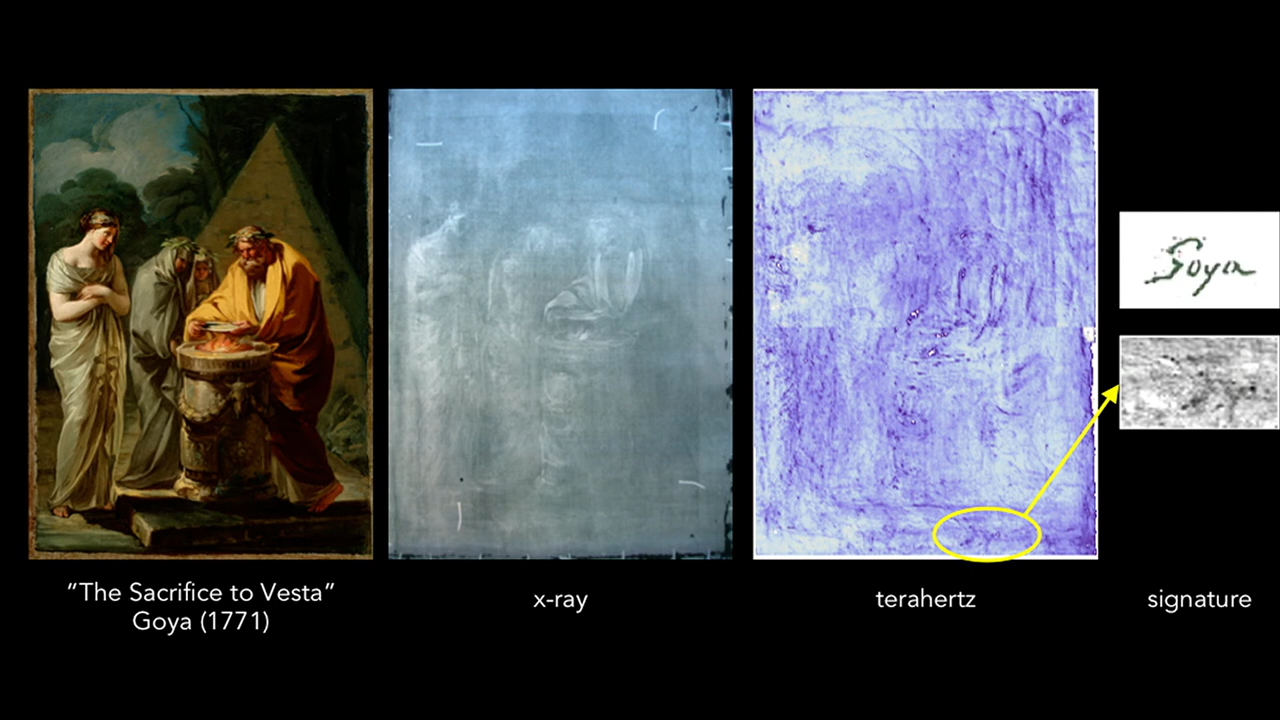 Goya
“The Sacrifice to Vesta”
Goya (1771)
x-ray
terahertz
signature